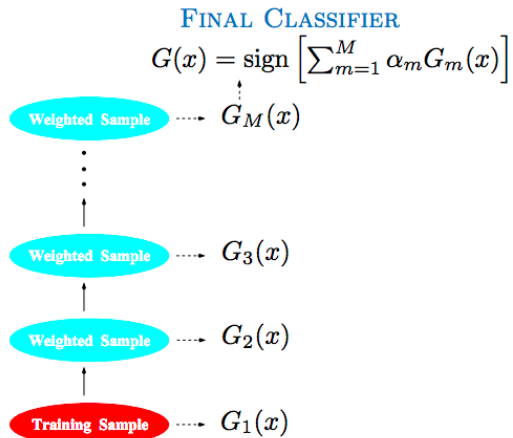 FINAL CLASSIFIER
G(x) = sign [∑_{m=1}^{M} α_m G_m(x)]
Weighted Sample G_M(x)
Weighted Sample G_3(x)
Weighted Sample G_2(x)
Training Sample G_1(x)